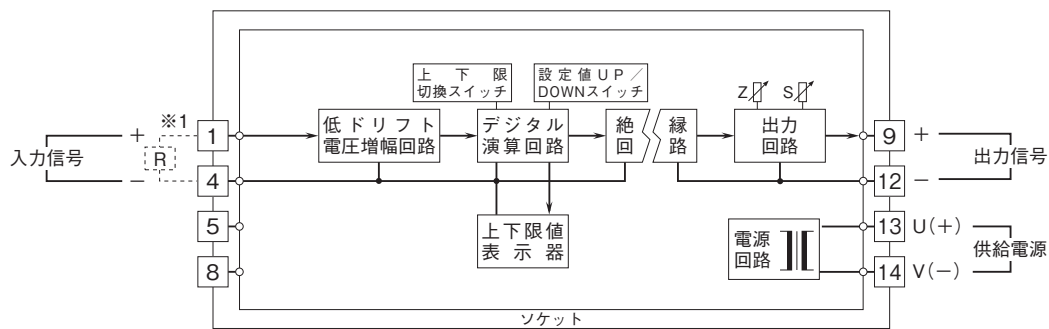 上下限
切換スイッチ
設定値UP／
DOWNスイッチ
Z
S
※1
入力信号
+
−
R
1
4
5
8
低ドリフト
電圧増幅回路
デジタル
演算回路
絶縁
回路
出力
回路
上下限値
表示器
電源
回路
9
+
12
−
出力信号
13
U(+)
14
V(−)
供給電源
ソケット